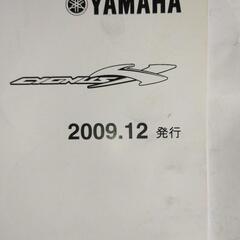 YAMAHA
CYGNUS X
2009.12 発行